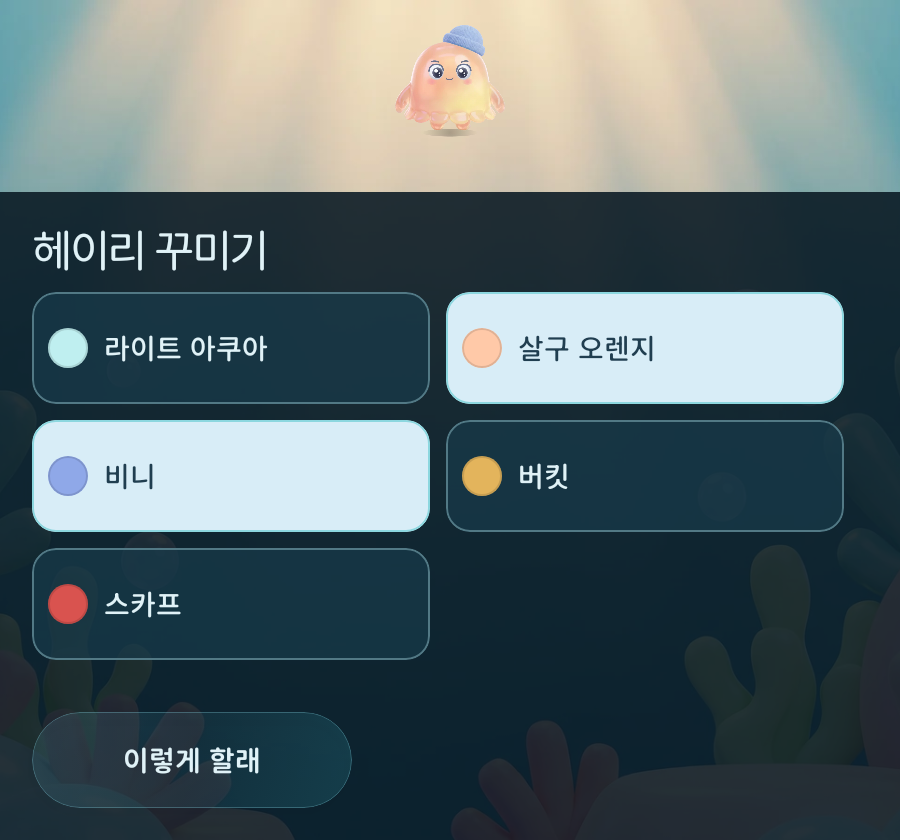 헤이리 꾸미기
라이트 아쿠아
살구 오렌지
비니
버킷
스카프
이렇게 할래